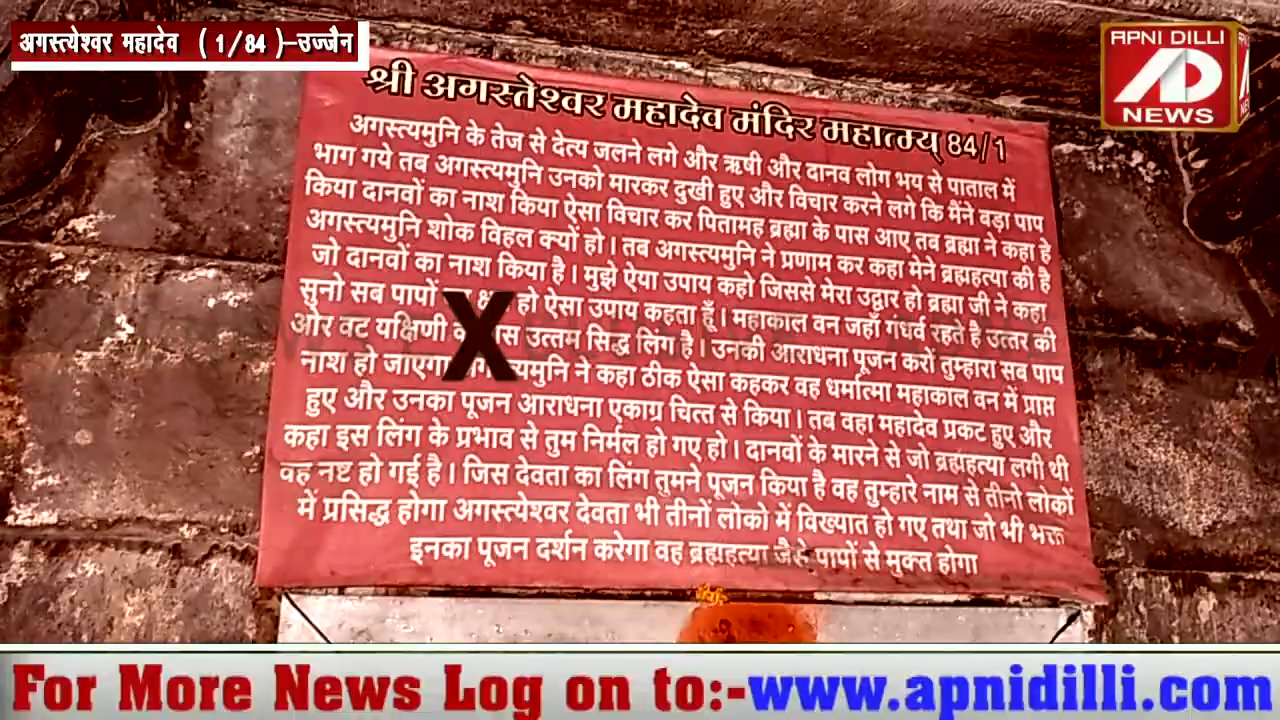 अगस्त्येश्वर महादेव ( 1/84 )-उज्जैन
APNI DILLI
AD
NEWS
श्री अगस्तेश्वर महादेव मंदिर महात्म्य् 84/1
अगस्त्यमुनि के तेज से देत्य जलने लगे और ऋषी और दानव लोग भय से पाताल में
भाग गये तब अगस्त्यमुनि उनको मारकर दुखी हुए और विचार करने लगे कि मैंने बड़ा पाप
किया दानवों का नाश किया ऐसा विचार कर पितामह ब्रह्मा के पास आए तब ब्रह्मा ने कहा हे
अगस्त्यमुनि शोक विहल क्यों हो। तब अगस्त्यमुनि ने प्रणाम कर कहा मेने ब्रह्महत्या की है
जो दानवों का नाश किया है। मुझे ऐया उपाय कहो जिससे मेरा उद्वार हो ब्रह्मा जी ने कहा
सुनो सब पापों हो ऐसा उपाय कहता हूँ। महाकाल वन जहाँ गंधर्व रहते है उत्तर की
ओर वट यक्षिणी उत्तम सिद्ध लिंग है। उनकी आराधना पूजन करों तुम्हारा सब पाप
नाश हो जाएगा ने कहा ठीक ऐसा कहकर वह धर्मात्मा महाकाल वन में प्राप्त
हुए और उनका पूजन आराधना एकाग्र चित्त से किया। तब वहा महादेव प्रकट हुए और
कहा इस लिंग के प्रभाव से तुम निर्मल हो गए हो। दानवों के मारने से जो ब्रह्महत्या लगी थी
वह नष्ट हो गई है। जिस देवता का लिंग तुमने पूजन किया है वह तुम्हारे नाम से तीनो लोकों
में प्रसिद्ध होगा अगस्त्येश्वर देवता भी तीनों लोको में विख्यात हो गए तथा जो भी भक्त
इनका पूजन दर्शन करेगा वह ब्रह्महत्या जैसे पापों से मुक्त होगा
X
For More News Log on to:-www.apnidilli.com